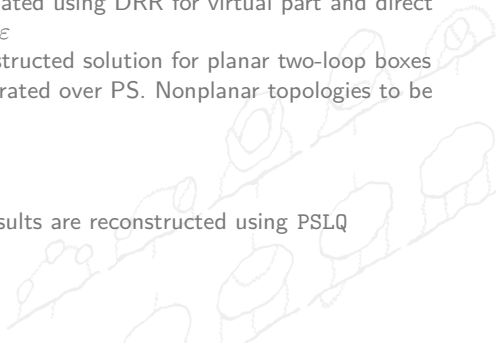 ated using DRR for virtual part and direct
ε
structed solution for planar two-loop boxes
rated over PS. Nonplanar topologies to be
sults are reconstructed using PSLQ